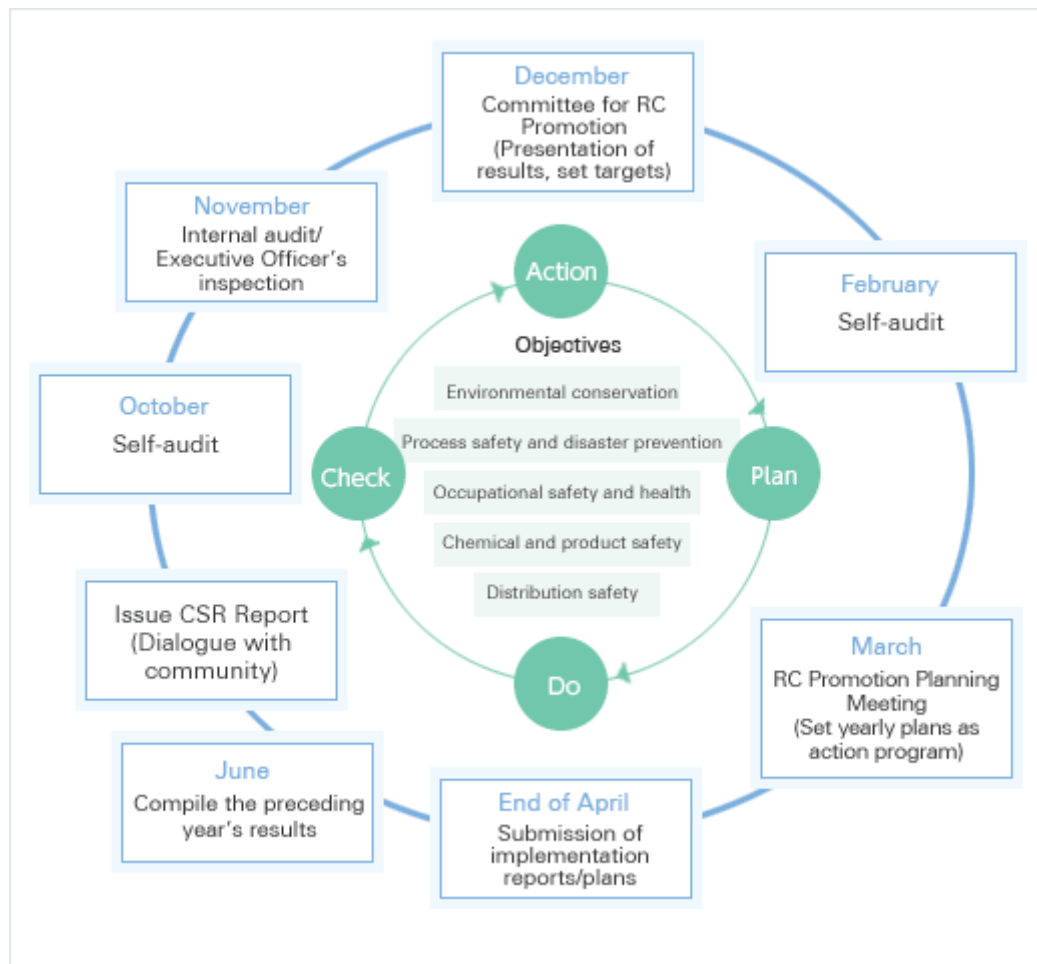 December
Committee for RC
Promotion
(Presentation of
results, set targets)
November
Internal audit/
Executive Officer's
inspection
February
Self-audit
October
Self-audit
Action
Objectives
Environmental conservation
Process safety and disaster prevention
Occupational safety and health
Chemical and product safety
Distribution safety
Check
Plan
Do
Issue CSR Report
(Dialogue with
community)
March
RC Promotion Planning
Meeting
(Set yearly plans as
action program)
June
Compile the preceding
year's results
End of April
Submission of
implementation
reports/plans